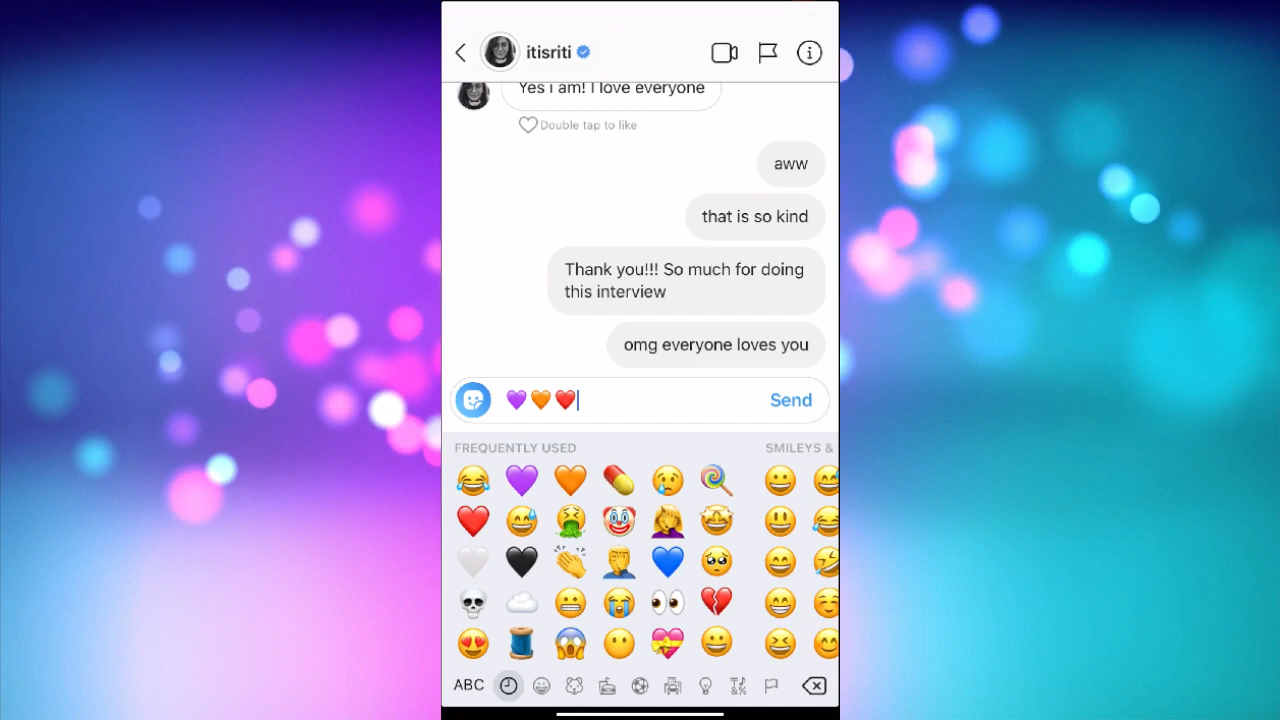 itisriti
Yes i am! I love everyone
Double tap to like
aww
that is so kind
Thank you!!! So much for doing
this interview
omg everyone loves you
💜🧡❤️
Send
FREQUENTLY USED
SMILEYS &
ABC